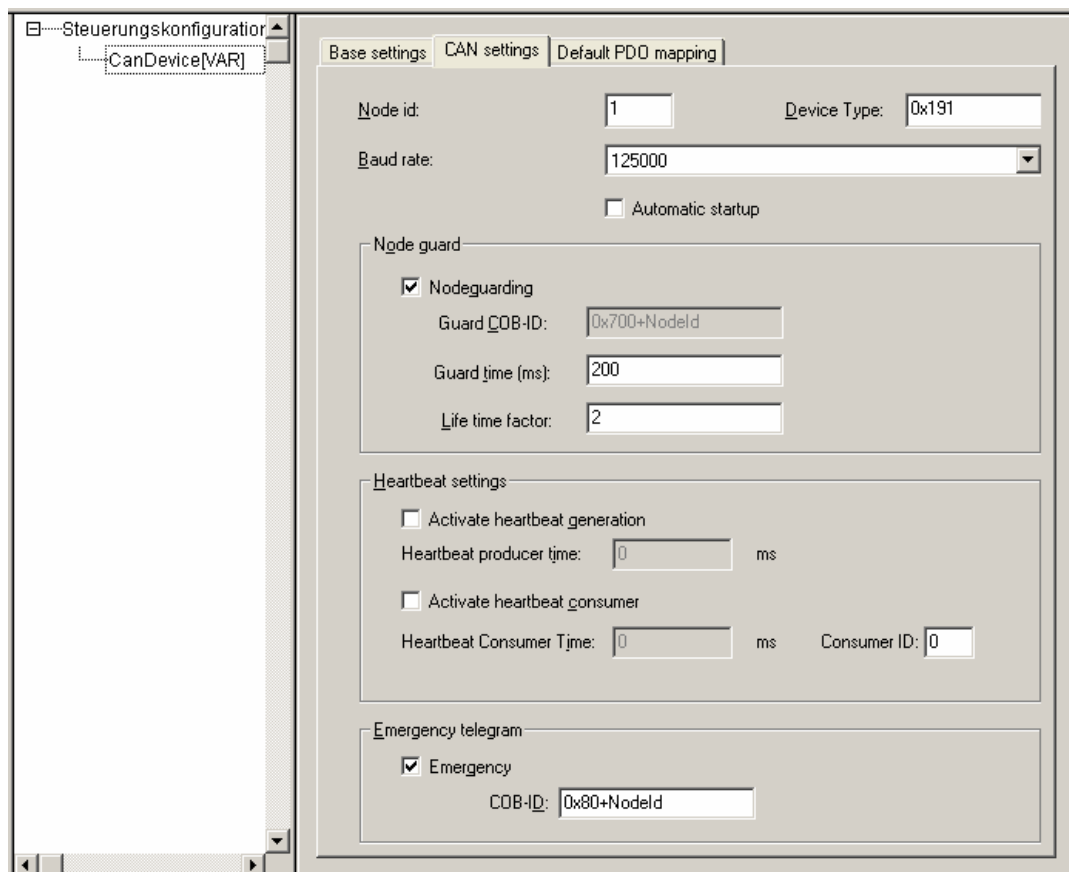 Steuerungskonfiguration
CanDevice[VAR]
Base settings CAN settings Default PDO mapping
Node id: 1 Device Type: 0x191
Baud rate: 125000
Automatic startup
Node guard
Nodeguarding
Guard COB-ID: 0x700+NodeId
Guard time (ms): 200
Life time factor: 2
Heartbeat settings
Activate heartbeat generation
Heartbeat producer time: 0 ms
Activate heartbeat consumer
Heartbeat Consumer Time: 0 ms Consumer ID: 0
Emergency telegram
Emergency
COB-ID: 0x80+NodeId